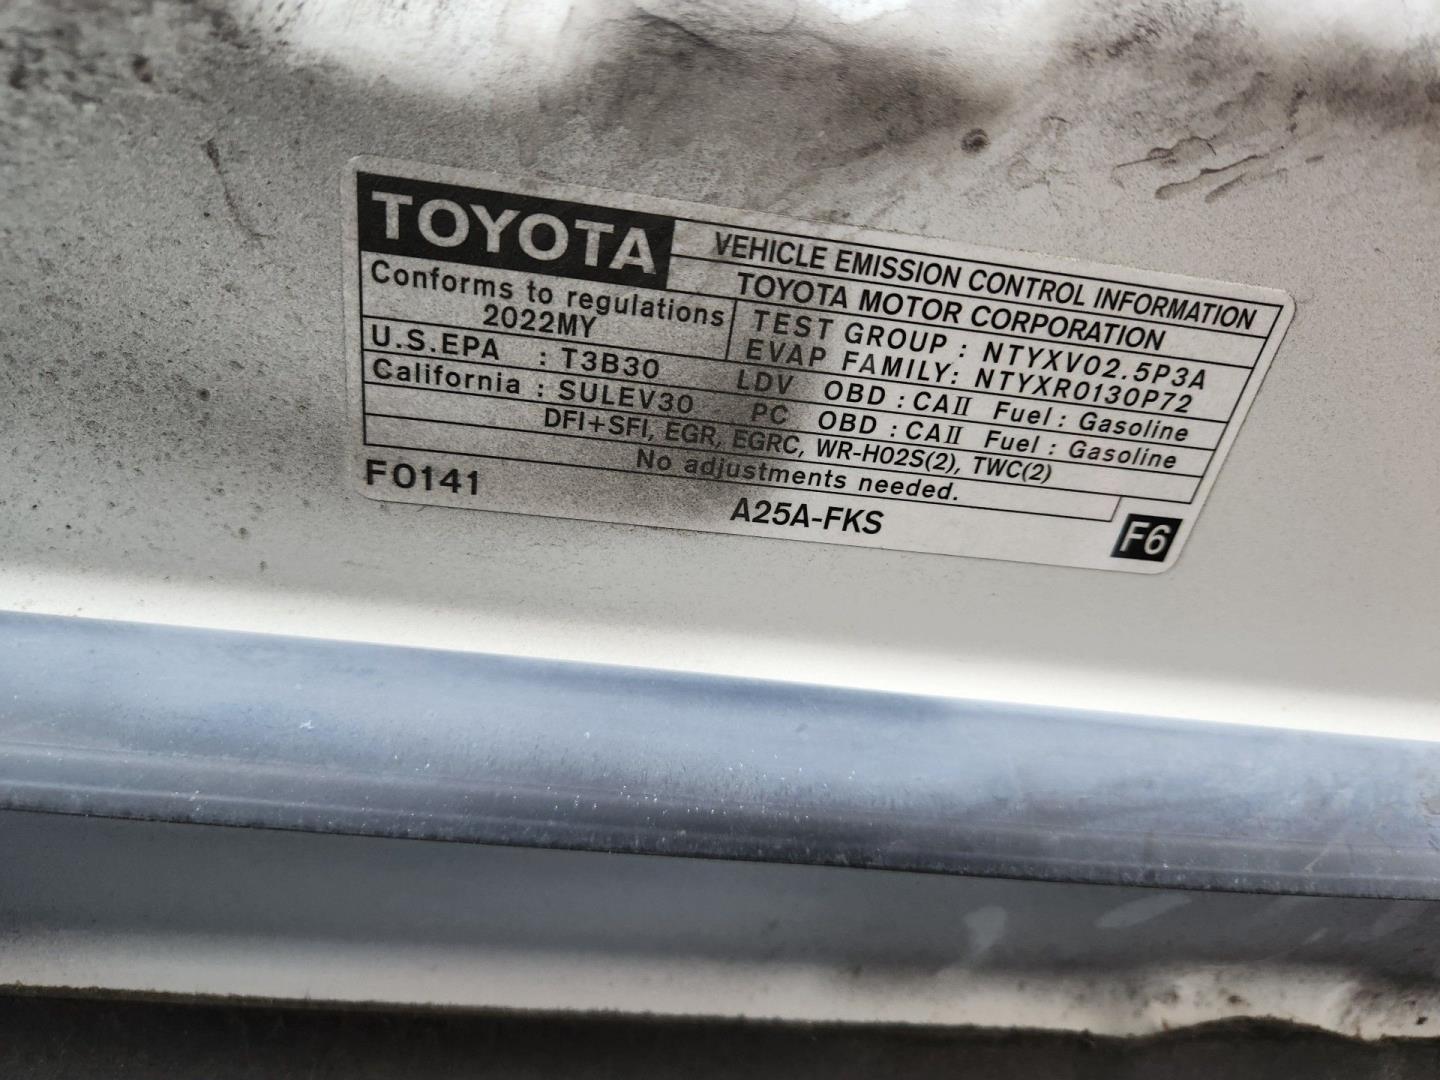 TOYOTA
VEHICLE EMISSION CONTROL INFORMATION
TOYOTA MOTOR CORPORATION
Conforms to regulations
2022MY
TEST GROUP : NTYXV02.5P3A
EVAP FAMILY: NTYXR0130P72
U.S.EPA : T3B30 LDV OBD : CAII Fuel : Gasoline
California : SULEV30 PC OBD : CAII Fuel : Gasoline
DFI+SFI, EGR, EGRC, WR-HO2S(2), TWC(2)
No adjustments needed.
F0141
A25A-FKS
F6